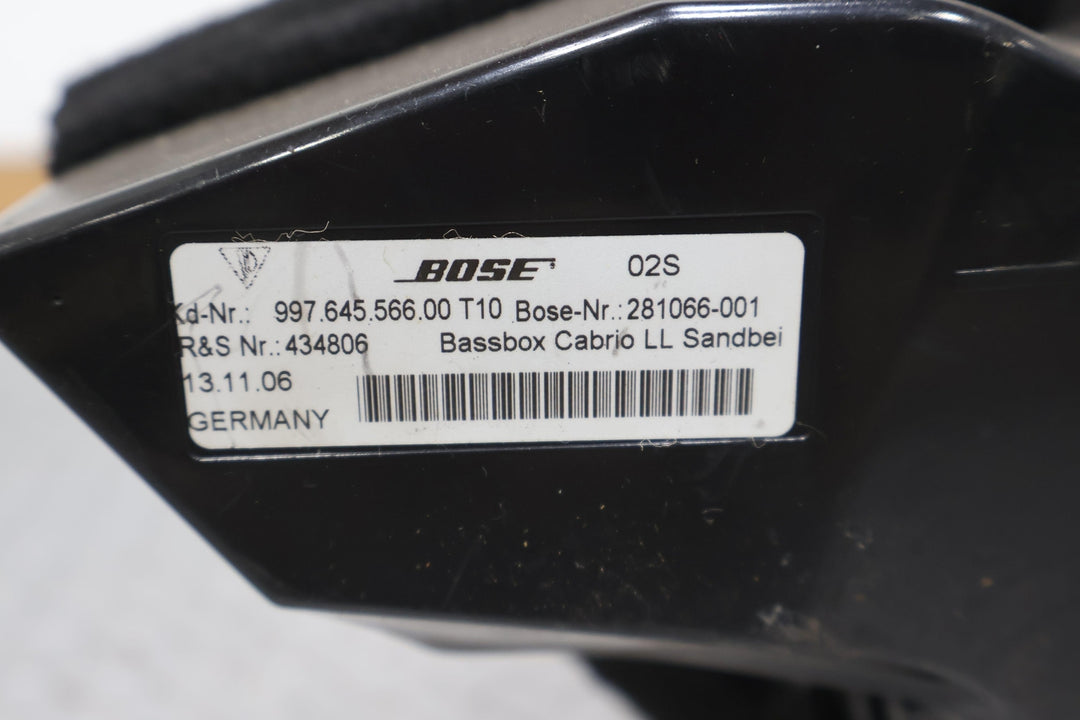 BOSE 02S
Kd-Nr.: 997.645.566.00 T10 Bose-Nr.:281066-001
R&S Nr.:434806 Bassbox Cabrio LL Sandbei
13.11.06
GERMANY